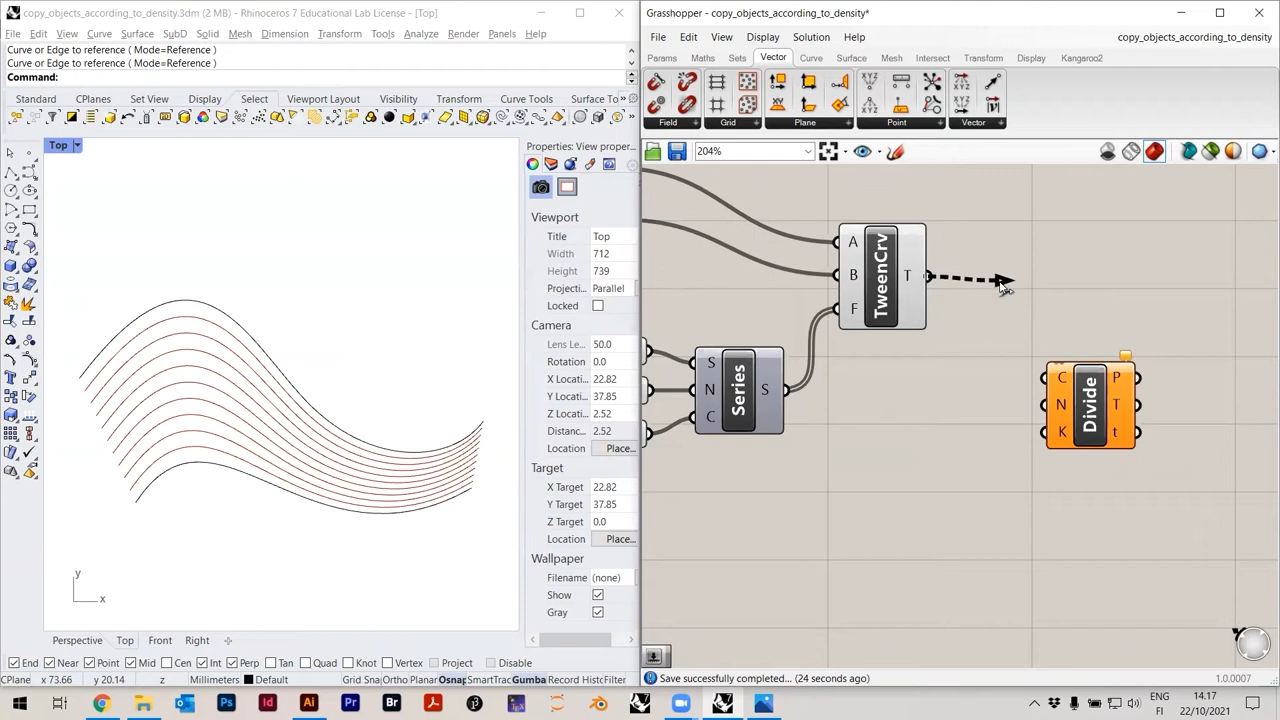 copy_objects_according_to_density.3dm (2 MB) - Rhinoceros 7 Educational Lab License - [Top]
File Edit View Curve Surface SubD Solid Mesh Dimension Transform Tools Analyze Render Panels Help
Curve or Edge to reference ( Mode=Reference )
Curve or Edge to reference ( Mode=Reference )
Command:
Standard CPlanes Set View Display Select Viewport Layout Visibility Transform Curve Tools Surface To
Top
Properties: View proper...
Viewport
Title Top
Width 712
Height 739
Projecti... Parallel
Locked
Camera
Lens Le... 50.0
Rotation 0.0
X Locati... 22.82
Y Locati... 37.85
Z Locati... 2.52
Distanc... 2.52
Location Place...
Target
X Target 22.82
Y Target 37.85
Z Target 0.0
Location Place...
Wallpaper
Filename (none)
Show
Gray
y
x
Perspective Top Front Right
End Near Point Mid Cen Int Perp Tan Quad Knot Vertex Project Disable
CPlane X 73.66 y 20.14 z Millimeters Default Grid Snap Ortho Planar Osnap SmartTrac Gumba Record Histo Filter
Grasshopper - copy_objects_according_to_density*
File Edit View Display Solution Help
copy_objects_according_to_density
Params Maths Sets Vector Curve Surface Mesh Intersect Transform Display Kangaroo2
Field Grid Plane Point Vector
204%
A
B
F
TweenCrv
T
S
N
C
Series
S
C
N
K
Divide
P
T
t
Save successfully completed... (24 seconds ago)
1.0.0007
ENG
FI
14.17
22/10/2021